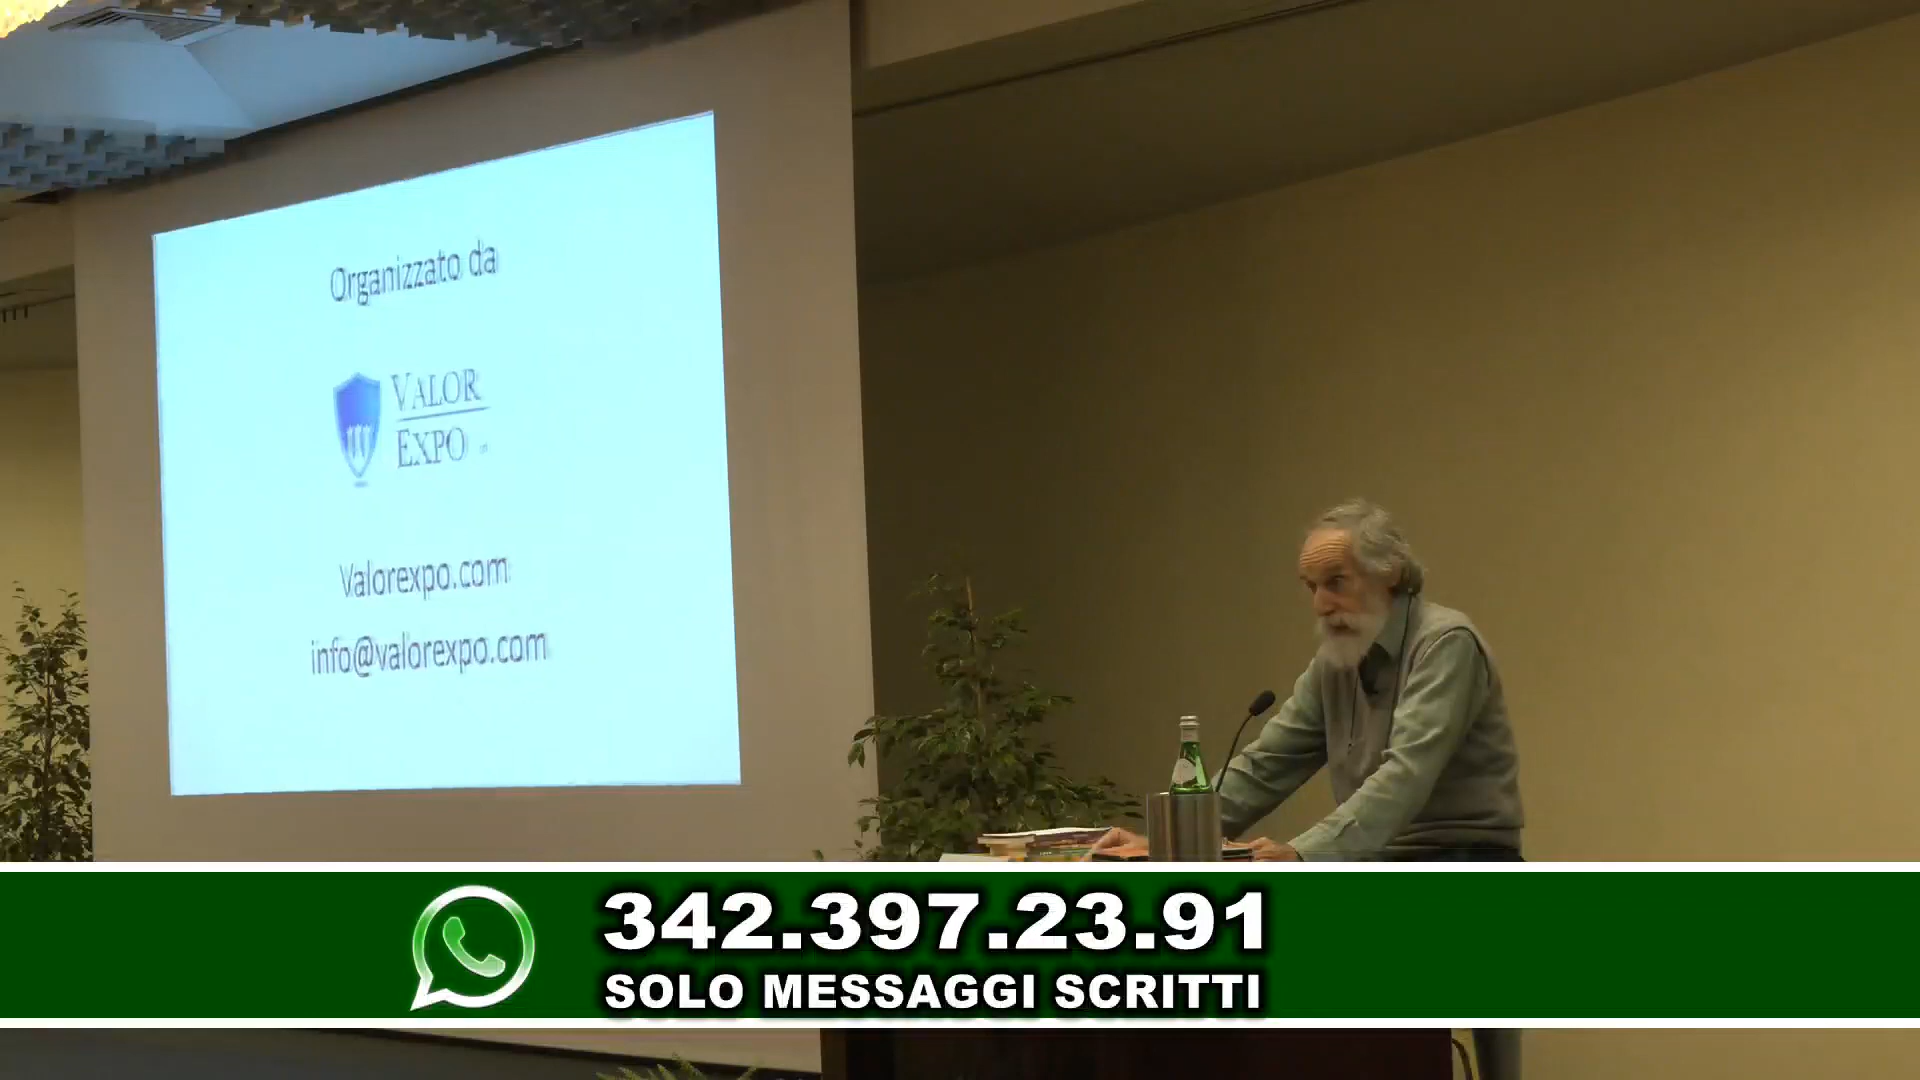 Organizzato da
VALOR
EXPO
Valorexpo.com
info@valorexpo.com
342.397.23.91
SOLO MESSAGGI SCRITTI